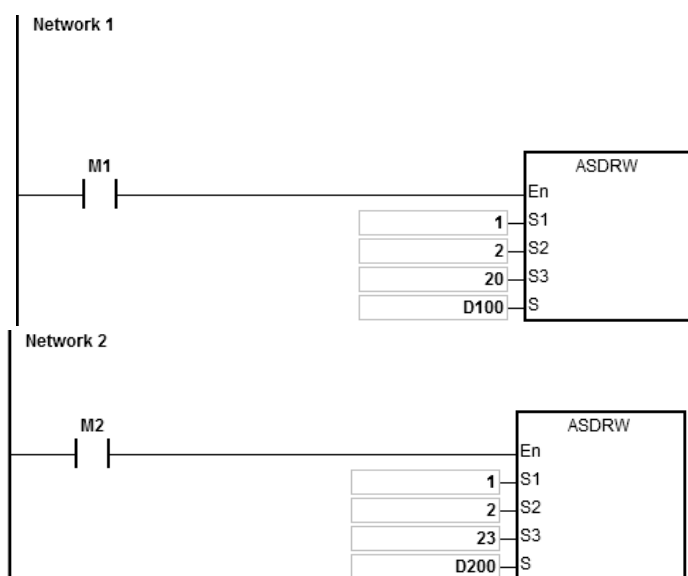 Network 1
M1
ASDRW
En
1 S1
2 S2
20 S3
D100 S
Network 2
M2
ASDRW
En
1 S1
2 S2
23 S3
D200 S